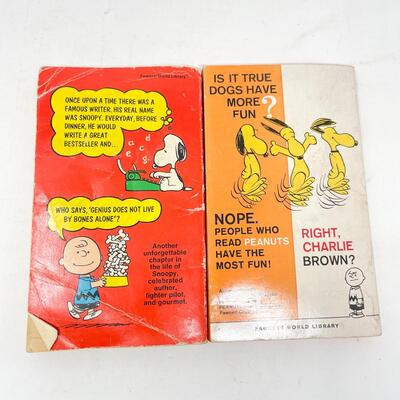 Fawcett World Library
ONCE UPON A TIME THERE WAS A
FAMOUS WRITER. HIS REAL NAME
WAS SNOOPY. EVERYDAY, BEFORE
DINNER, HE WOULD
WRITE A GREAT
BESTSELLER AND...
WHO SAYS, "GENIUS DOES NOT LIVE
BY BONES ALONE"?
Another
unforgettable
chapter in
the life of
Snoopy,
celebrated
author,
fighter pilot,
and gourmet.
IS IT TRUE
DOGS HAVE
MORE
FUN?
NOPE.
PEOPLE WHO
READ PEANUTS
HAVE THE
MOST FUN!
RIGHT,
CHARLIE
BROWN?
FAWCETT WORLD LIBRARY